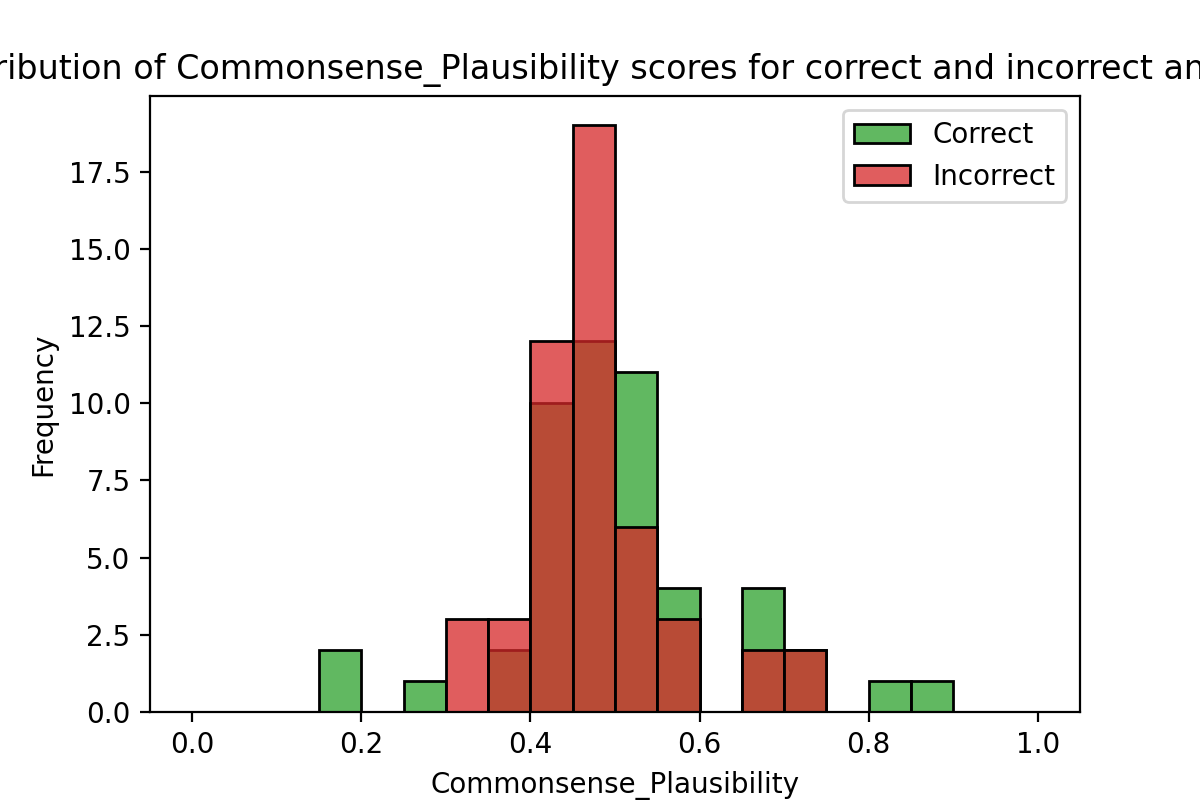 ribution of Commonsense_Plausibility scores for correct and incorrect an
Correct
Incorrect
17.5
15.0
12.5
10.0
7.5
5.0
2.5
0.0
Frequency
0.0 0.2 0.4 0.6 0.8 1.0
Commonsense_Plausibility